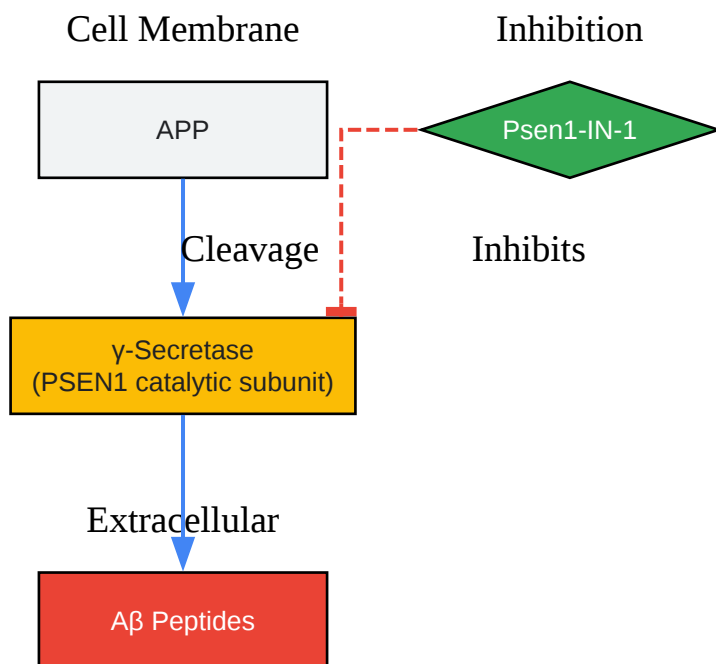 Cell Membrane
Inhibition
APP
Psen1-IN-1
Cleavage
Inhibits
γ-Secretase
(PSEN1 catalytic subunit)
Extracellular
Aβ Peptides